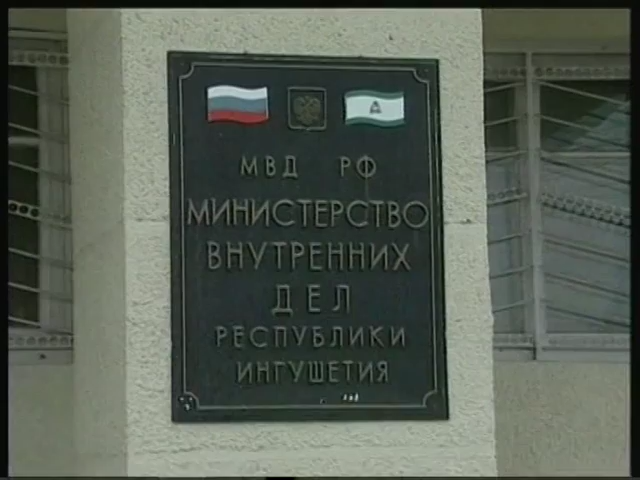 МВД РФ
МИНИСТЕРСТВО
ВНУТРЕННИХ
ДЕЛ
РЕСПУБЛИКИ
ИНГУШЕТИЯ